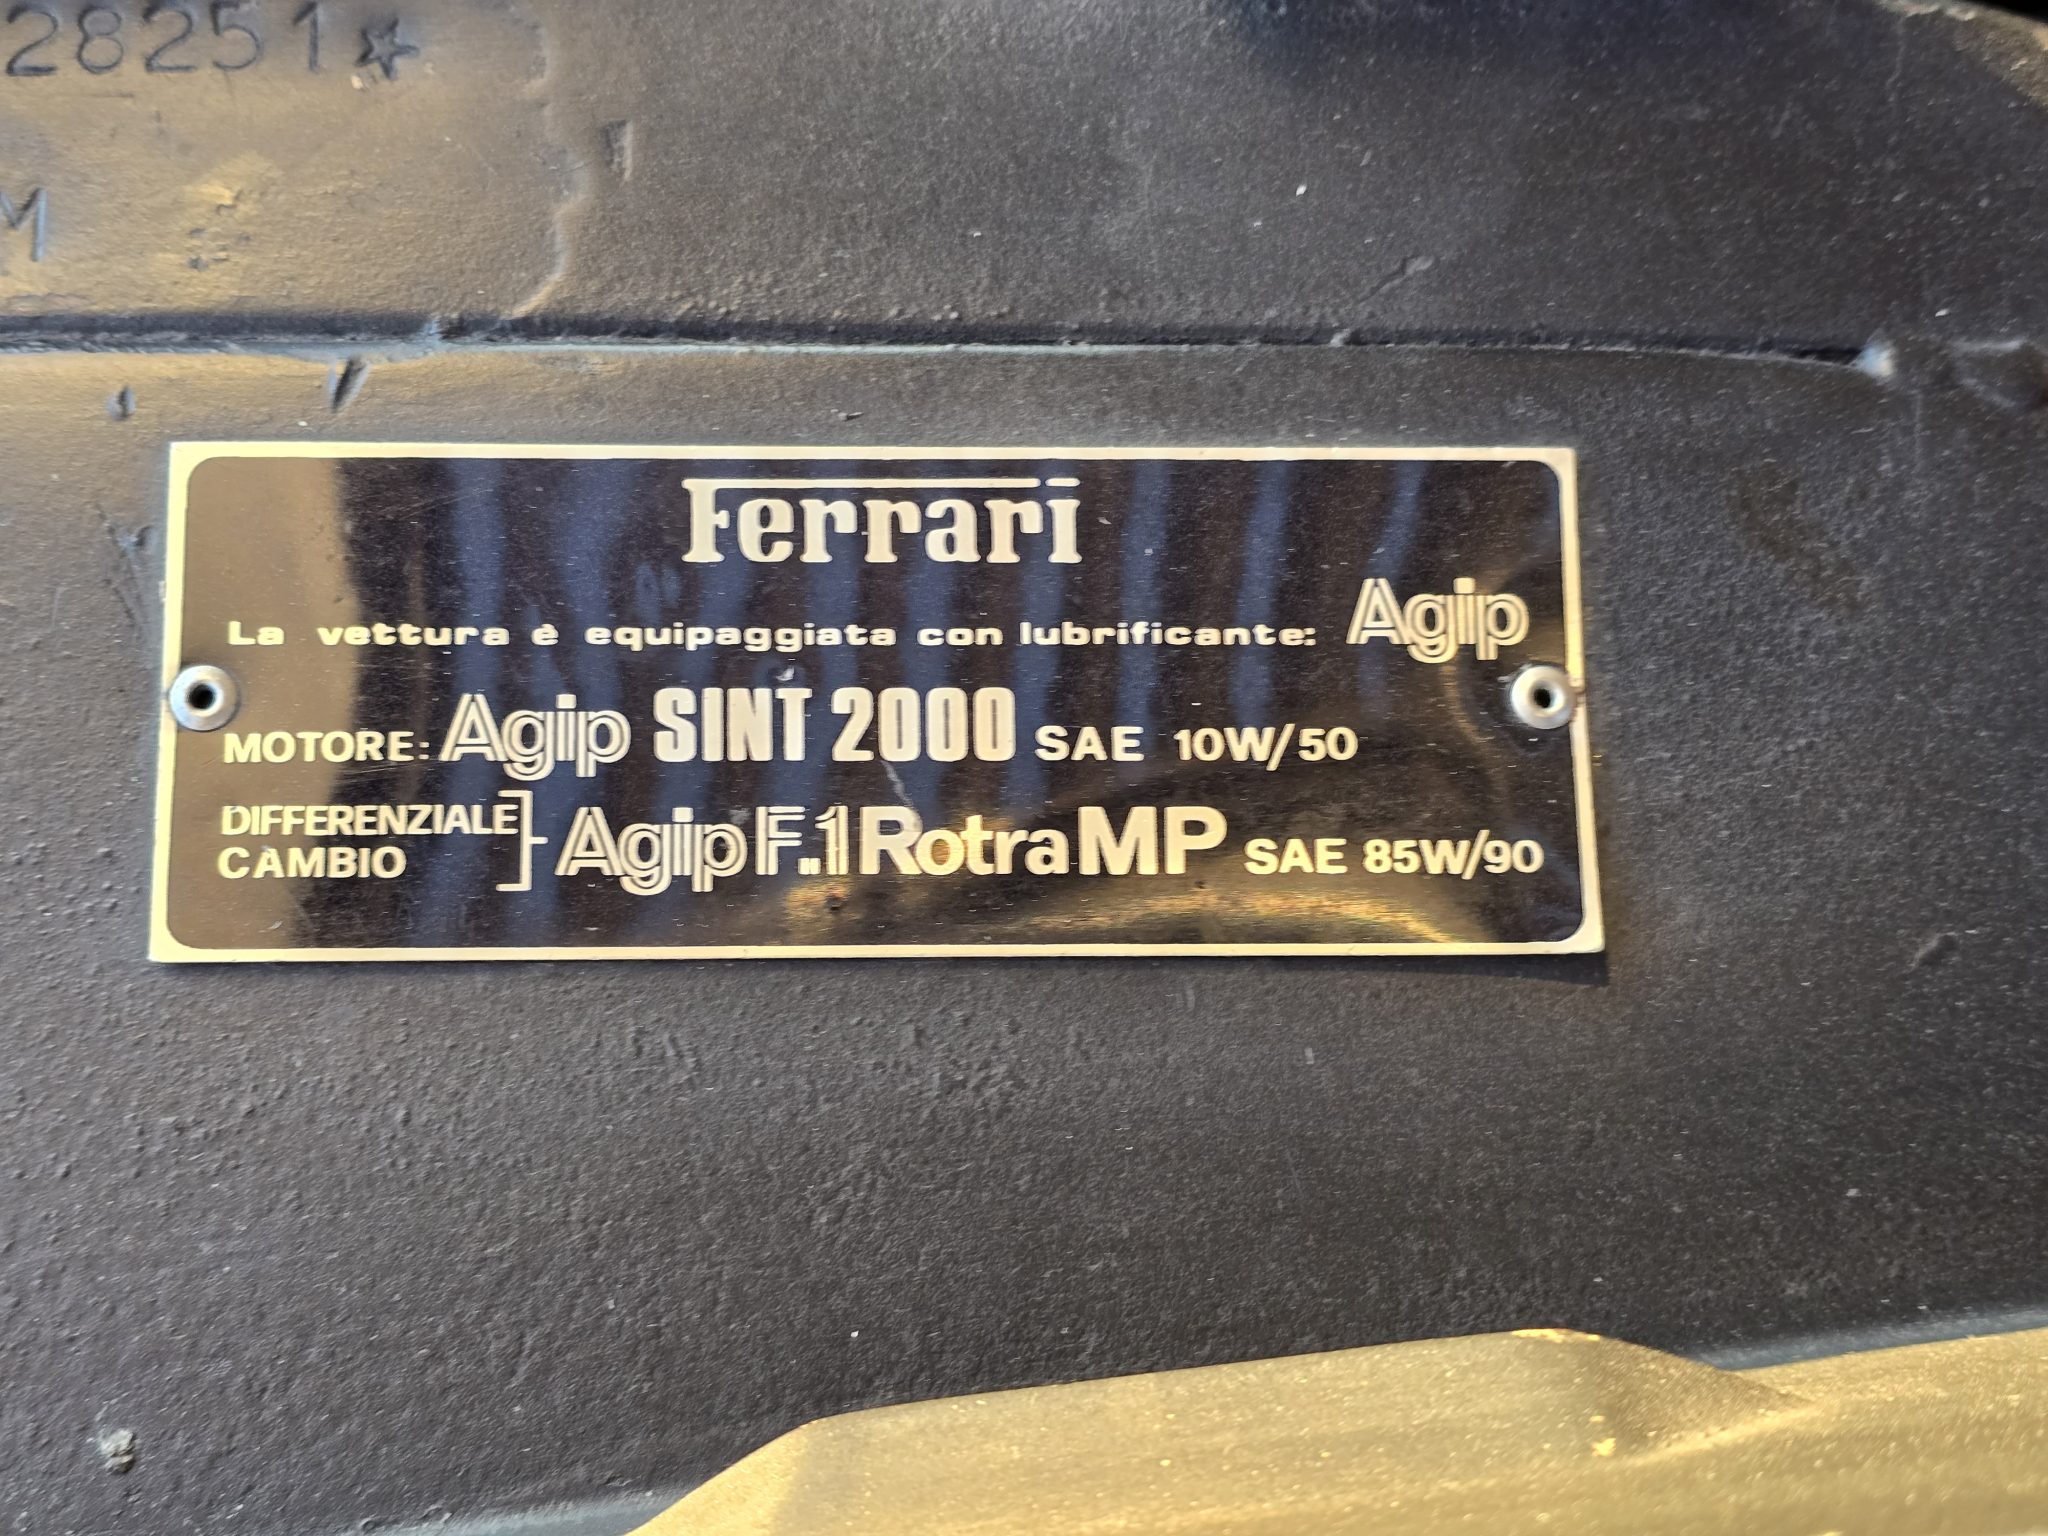 28251*
M
Ferrari
La vettura è equipaggiata con lubrificante: Agip
MOTORE: Agip SINT 2000 SAE 10W/50
DIFFERENZIALE
CAMBIO } Agip F.1 Rotra MP SAE 85W/90